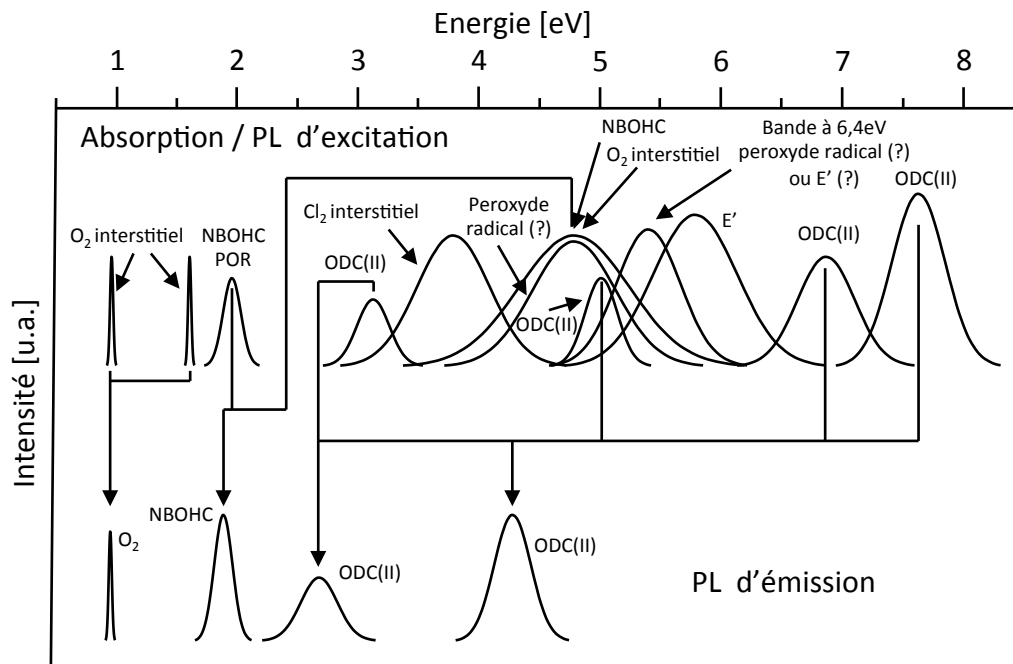 Energie [eV]
1 2 3 4 5 6 7 8
Absorption / PL d'excitation
NBOHC
O2 interstitiel
Bande à 6,4eV
peroxyde radical (?)
ou E' (?)
ODC(II)
O2 interstitiel
NBOHC
POR
Cl2 interstitiel
Peroxyde
radical (?)
E'
ODC(II)
ODC(II)
ODC(II)
Intensité [u.a.]
NBOHC
O2
ODC(II)
ODC(II)
PL d'émission